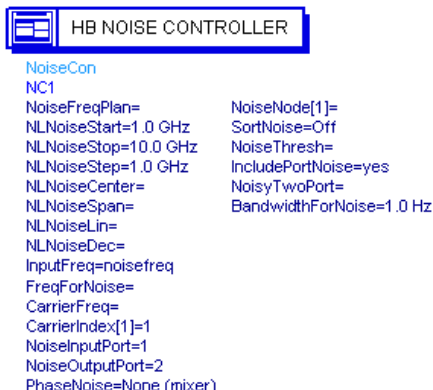 HB NOISE CONTROLLER
NoiseCon
NC1
NoiseFreqPlan=
NLNoiseStart=1.0 GHz
NLNoiseStop=10.0 GHz
NLNoiseStep=1.0 GHz
NLNoiseCenter=
NLNoiseSpan=
NLNoiseLin=
NLNoiseDec=
InputFreq=noisefreq
FreqForNoise=
CarrierFreq=
CarrierIndex[1]=1
NoiseInputPort=1
NoiseOutputPort=2
PhaseNoise=None (mixer)
NoiseNode[1]=
SortNoise=Off
NoiseThresh=
IncludePortNoise=yes
NoisyTwoPort=
BandwidthForNoise=1.0 Hz